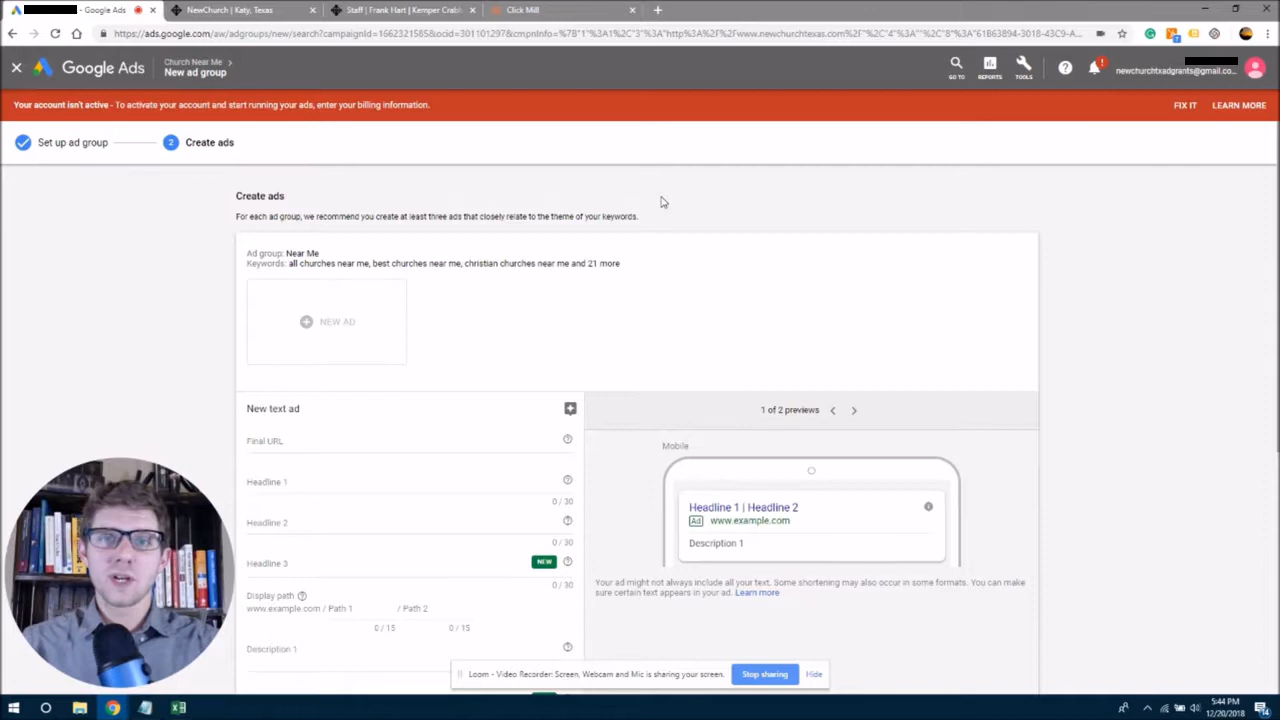 - Google Ads
NewChurch | Katy, Texas
Staff | Frank Hart | Kemper Crabb
Click Mill
https://ads.google.com/aw/adgroups/new/search?campaignId=1662321585&ocid=301101297&cmpnInfo=%7B"1"%3A1%2C"3"%3A"http%3A%2F%2Fwww.newchurchtexas.com%2F"%2C"4"%3A""%2C"8"%3A"61B63894-3018-43C9-A...
Google Ads
Church Near Me
New ad group
GO TO
REPORTS
TOOLS
newchurchtxadgrants@gmail.co...
Your account isn't active - To activate your account and start running your ads, enter your billing information.
FIX IT
LEARN MORE
Set up ad group
2
Create ads
Create ads
For each ad group, we recommend you create at least three ads that closely relate to the theme of your keywords.
Ad group: Near Me
Keywords: all churches near me, best churches near me, christian churches near me and 21 more
NEW AD
New text ad
1 of 2 previews
Final URL
Mobile
Headline 1
0 / 30
Headline 1 | Headline 2
Ad www.example.com
Description 1
Headline 2
0 / 30
Headline 3
NEW
0 / 30
Your ad might not always include all your text. Some shortening may also occur in some formats. You can make
sure certain text appears in your ad. Learn more
Display path
www.example.com / Path 1 / Path 2
0 / 15
0 / 15
Description 1
Loom - Video Recorder: Screen, Webcam and Mic is sharing your screen.
Stop sharing
Hide
5:44 PM
12/20/2018
14